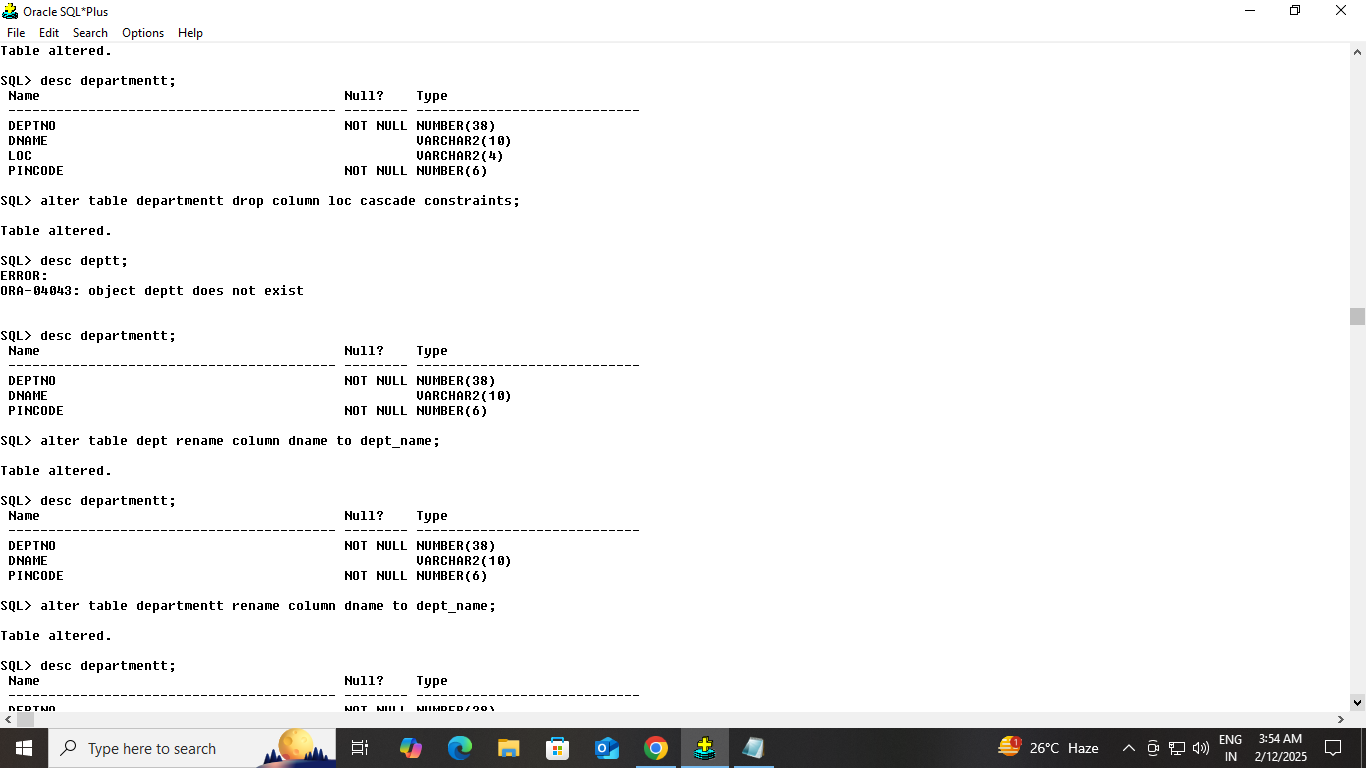 Oracle SQL*Plus
File Edit Search Options Help
Table altered.
SQL> desc departmentt;
Name Null? Type
----------------------------------------- -------- ----------------------------
DEPTNO NOT NULL NUMBER(38)
DNAME VARCHAR2(10)
LOC VARCHAR2(4)
PINCODE NOT NULL NUMBER(6)
SQL> alter table departmentt drop column loc cascade constraints;
Table altered.
SQL> desc deptt;
ERROR:
ORA-04043: object deptt does not exist
SQL> desc departmentt;
Name Null? Type
----------------------------------------- -------- ----------------------------
DEPTNO NOT NULL NUMBER(38)
DNAME VARCHAR2(10)
PINCODE NOT NULL NUMBER(6)
SQL> alter table dept rename column dname to dept_name;
Table altered.
SQL> desc departmentt;
Name Null? Type
----------------------------------------- -------- ----------------------------
DEPTNO NOT NULL NUMBER(38)
DNAME VARCHAR2(10)
PINCODE NOT NULL NUMBER(6)
SQL> alter table departmentt rename column dname to dept_name;
Table altered.
SQL> desc departmentt;
Name Null? Type
----------------------------------------- -------- ----------------------------
DEPTNO NOT NULL NUMBER(38)
Type here to search
1
26°C Haze
ENG
IN
3:54 AM
2/12/2025